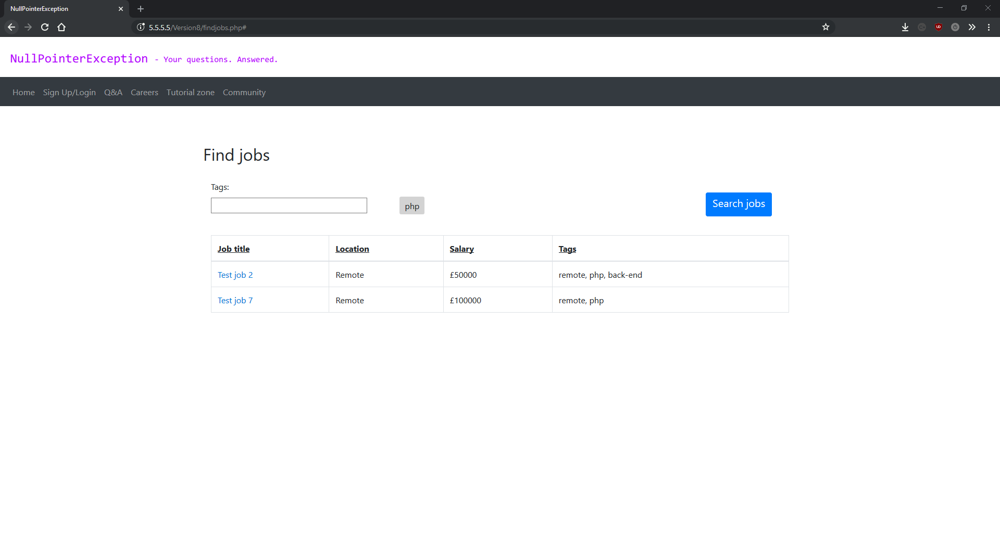 NullPointerException
5.5.5.5/Version8/findjobs.php#
NullPointerException - Your questions. Answered.
Home Sign Up/Login Q&A Careers Tutorial zone Community
Find jobs
Tags:
php
Search jobs
Job title Location Salary Tags
Test job 2 Remote £50000 remote, php, back-end
Test job 7 Remote £100000 remote, php